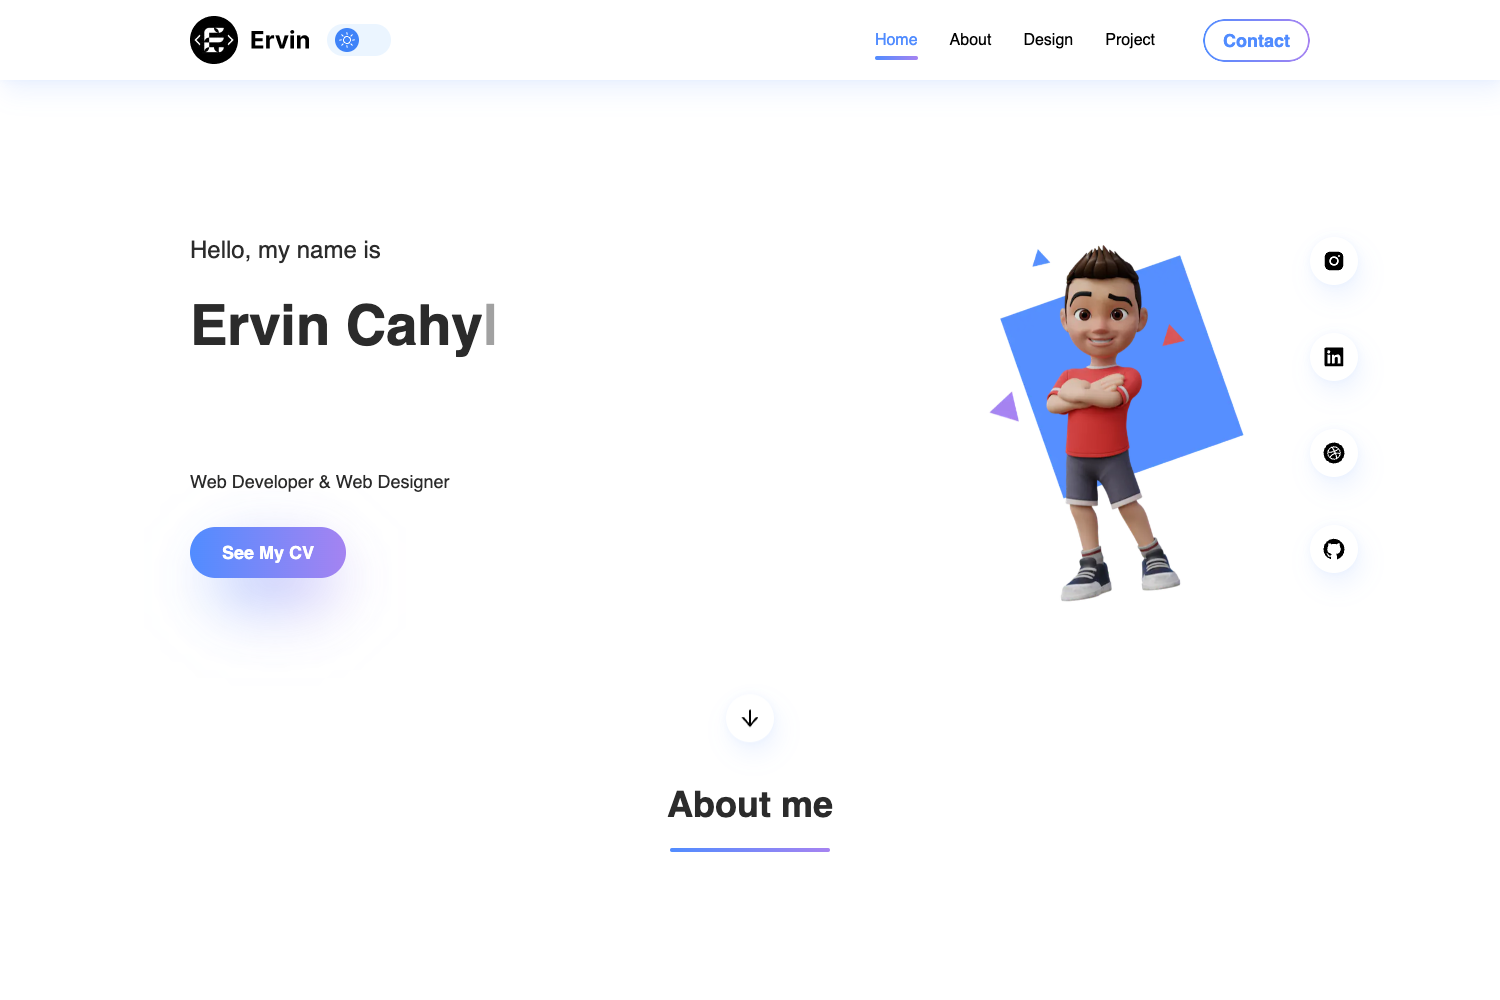 Ervin
Home
About
Design
Project
Contact
Hello, my name is
Ervin Cahy
Web Developer & Web Designer
See My CV
About me